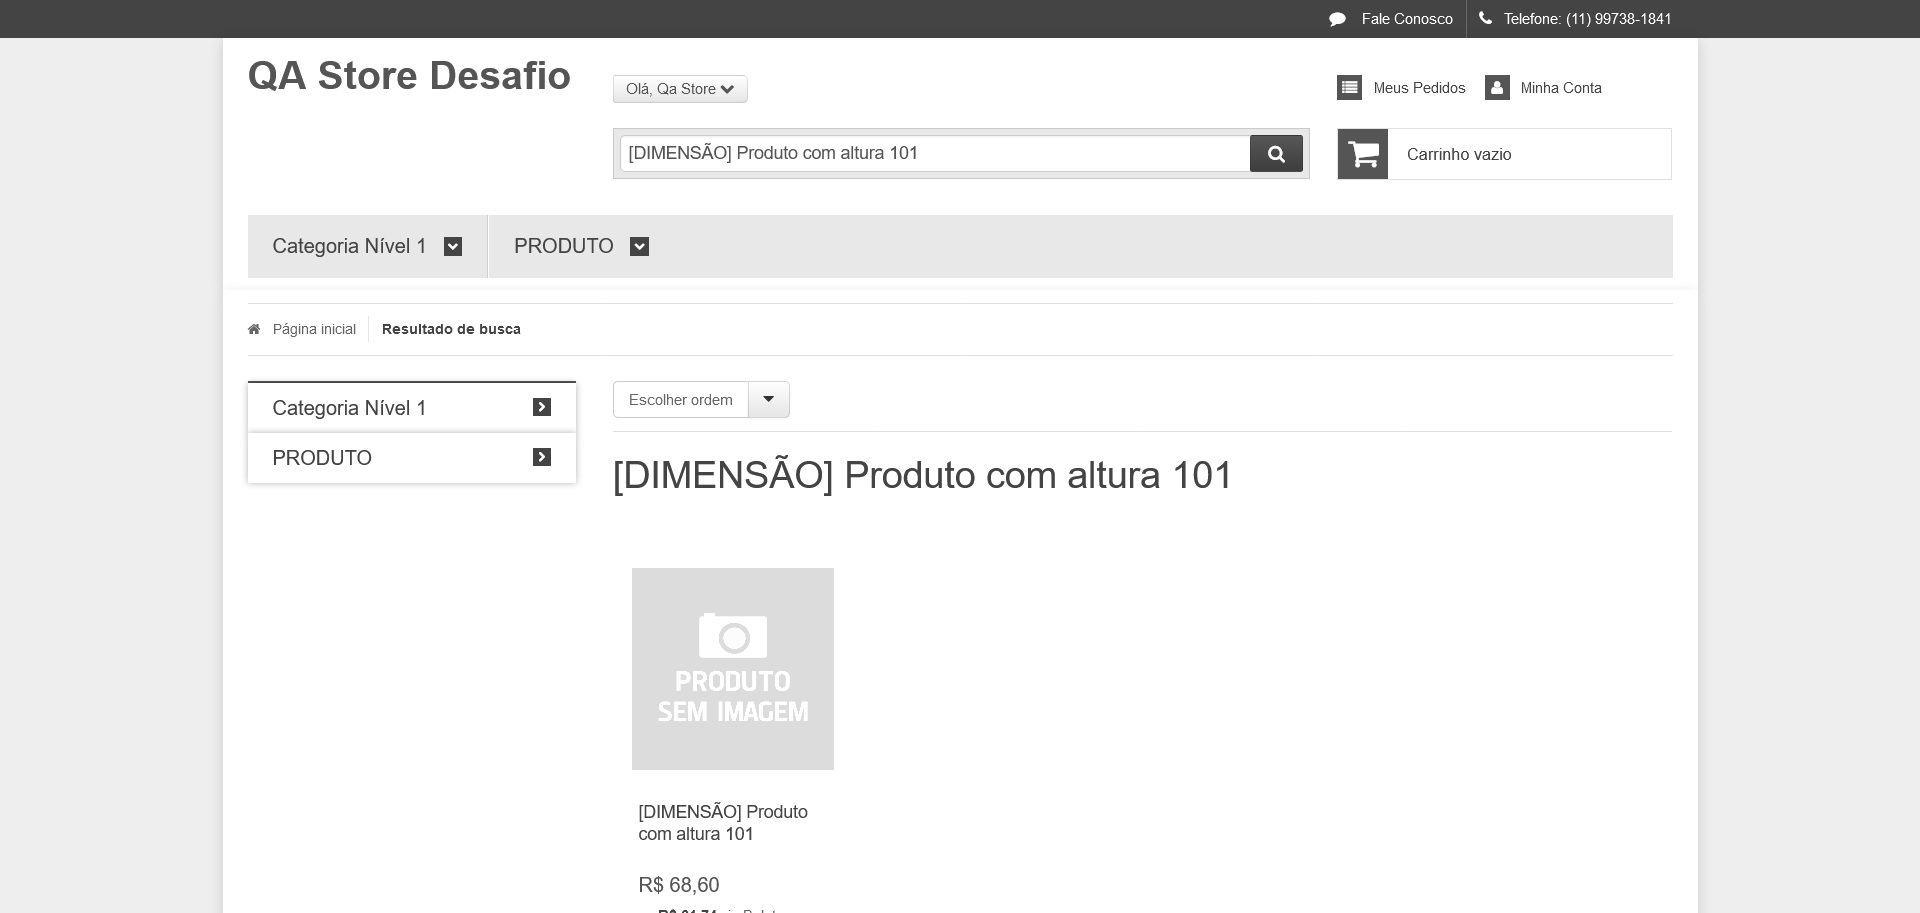 Fale Conosco
Telefone: (11) 99738-1841
QA Store Desafio
Olá, Qa Store
Meus Pedidos
Minha Conta
[DIMENSÃO] Produto com altura 101
Carrinho vazio
Categoria Nível 1
PRODUTO
Página inicial
Resultado de busca
Categoria Nível 1
PRODUTO
Escolher ordem
[DIMENSÃO] Produto com altura 101
PRODUTO
SEM IMAGEM
[DIMENSÃO] Produto
com altura 101
R$ 68,60